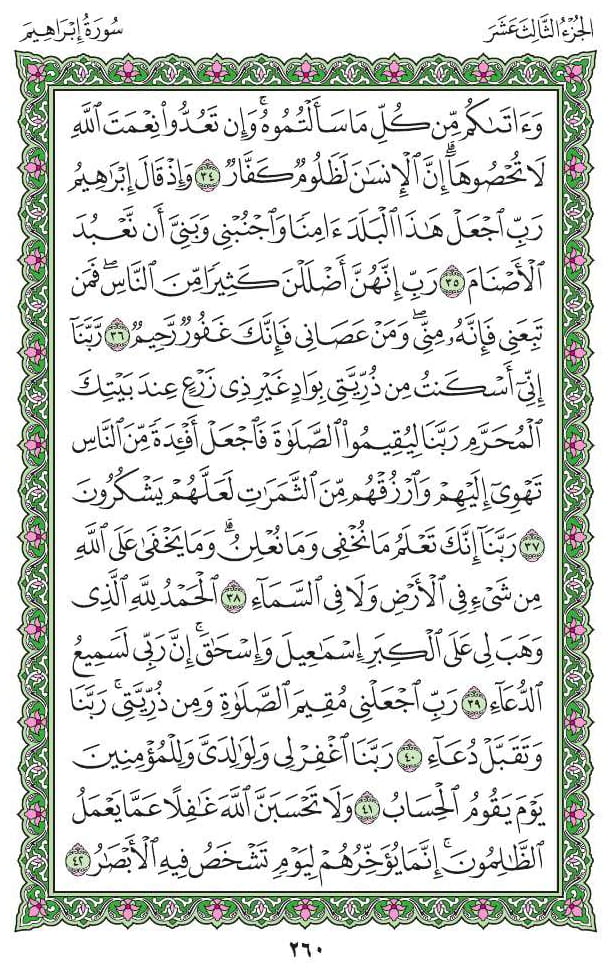 الجزء الثالث عشر
سورة إبراهيم
وَءَاتَىٰكُم مِّن كُلِّ مَا سَأَلْتُمُوهُ ۚ وَإِن تَعُدُّوا۟ نِعْمَتَ ٱللَّهِ
لَا تُحْصُوهَآ ۗ إِنَّ ٱلْإِنسَٰنَ لَظَلُومٌ كَفَّارٌ ٣٤ وَإِذْ قَالَ إِبْرَٰهِيمُ
رَبِّ ٱجْعَلْ هَٰذَا ٱلْبَلَدَ ءَامِنًا وَٱجْنُبْنِى وَبَنِىَّ أَن نَّعْبُدَ
ٱلْأَصْنَامَ ٣٥ رَبِّ إِنَّهُنَّ أَضْلَلْنَ كَثِيرًا مِّنَ ٱلنَّاسِ ۖ فَمَن
تَبِعَنِى فَإِنَّهُۥ مِنِّى ۖ وَمَنْ عَصَانِى فَإِنَّكَ غَفُورٌ رَّحِيمٌ ٣٦ رَّبَّنَآ
إِنِّىٓ أَسْكَنتُ مِن ذُرِّيَّتِى بِوَادٍ غَيْرِ ذِى زَرْعٍ عِندَ بَيْتِكَ
ٱلْمُحَرَّمِ رَبَّنَا لِيُقِيمُوا۟ ٱلصَّلَوٰةَ فَٱجْعَلْ أَفْـِٔدَةً مِّنَ ٱلنَّاسِ
تَهْوِىٓ إِلَيْهِمْ وَٱرْزُقْهُم مِّنَ ٱلثَّمَرَٰتِ لَعَلَّهُمْ يَشْكُرُونَ
٣٧ رَبَّنَآ إِنَّكَ تَعْلَمُ مَا نُخْفِى وَمَا نُعْلِنُ ۗ وَمَا يَخْفَىٰ عَلَى ٱللَّهِ
مِن شَىْءٍ فِى ٱلْأَرْضِ وَلَا فِى ٱلسَّمَآءِ ٣٨ ٱلْحَمْدُ لِلَّهِ ٱلَّذِى
وَهَبَ لِى عَلَى ٱلْكِبَرِ إِسْمَٰعِيلَ وَإِسْحَٰقَ ۚ إِنَّ رَبِّى لَسَمِيعُ
ٱلدُّعَآءِ ٣٩ رَبِّ ٱجْعَلْنِى مُقِيمَ ٱلصَّلَوٰةِ وَمِن ذُرِّيَّتِى ۚ رَبَّنَا
وَتَقَبَّلْ دُعَآءِ ٤٠ رَبَّنَا ٱغْفِرْ لِى وَلِوَٰلِدَىَّ وَلِلْمُؤْمِنِينَ
يَوْمَ يَقُومُ ٱلْحِسَابُ ٤١ وَلَا تَحْسَبَنَّ ٱللَّهَ غَٰفِلًا عَمَّا يَعْمَلُ
ٱلظَّٰلِمُونَ ۚ إِنَّمَا يُؤَخِّرُهُمْ لِيَوْمٍ تَشْخَصُ فِيهِ ٱلْأَبْصَٰرُ ٤٢
٢٦٠